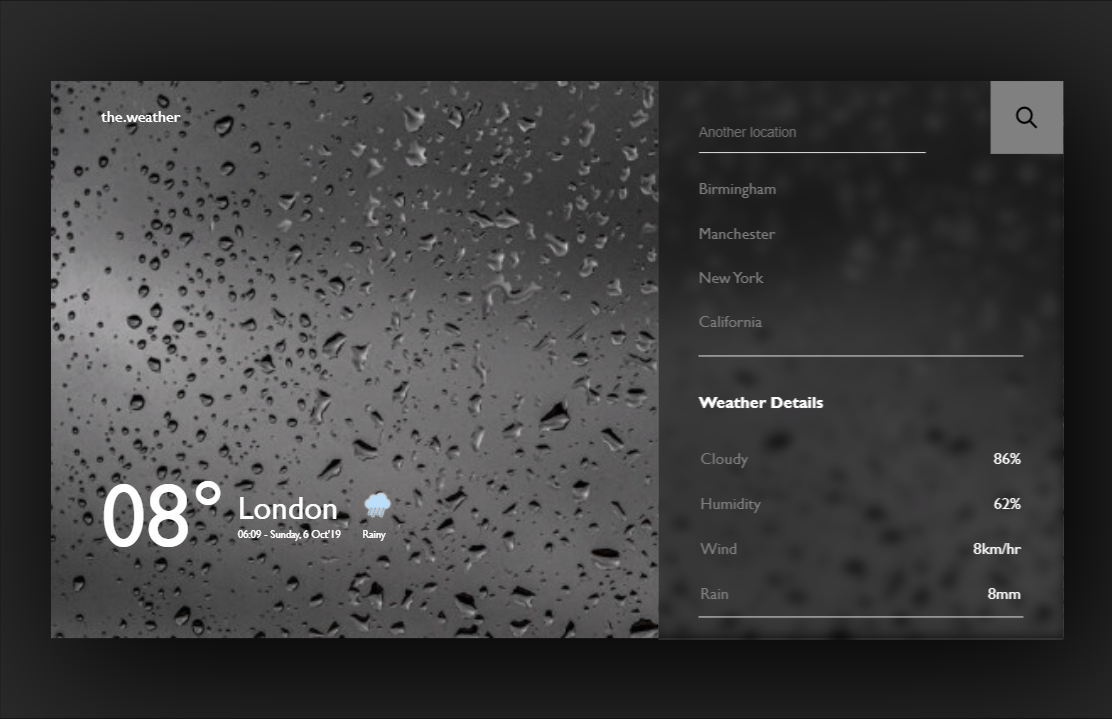 the.weather
08°
London
06:09 - Sunday, 6 Oct'19
Rainy
Another location
Birmingham
Manchester
New York
California
Weather Details
Cloudy 86%
Humidity 62%
Wind 8km/hr
Rain 8mm